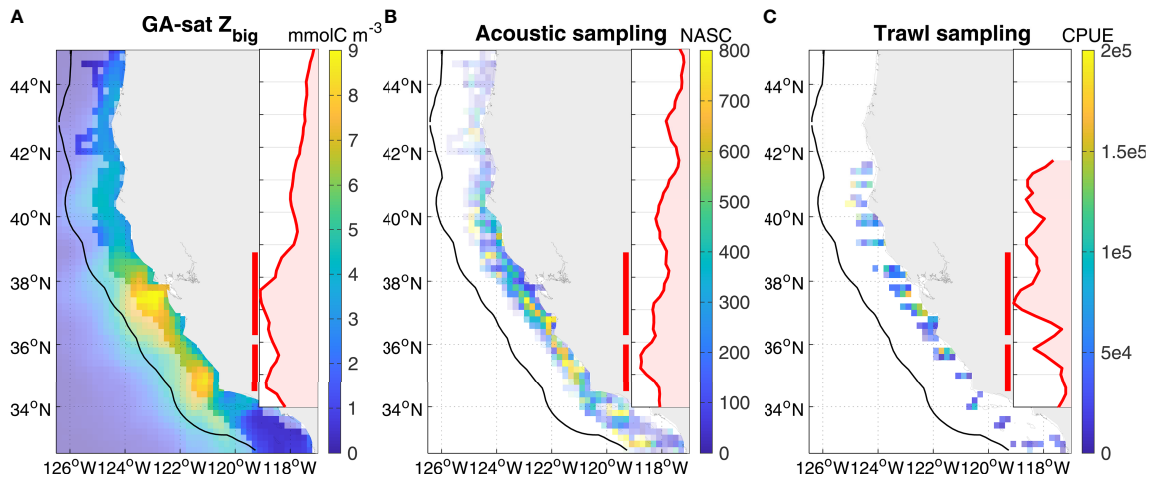 A
GA-sat Z_big
mmolC m⁻³
44°N
42°N
40°N
38°N
36°N
34°N
126°W
124°W
122°W
120°W
118°W
9
8
7
6
5
4
3
2
1
0
B
Acoustic sampling
NASC
44°N
42°N
40°N
38°N
36°N
34°N
126°W
124°W
122°W
120°W
118°W
800
700
600
500
400
300
200
100
0
C
Trawl sampling
CPUE
44°N
42°N
40°N
38°N
36°N
34°N
126°W
124°W
122°W
120°W
118°W
2e5
1.5e5
1e5
5e4
0